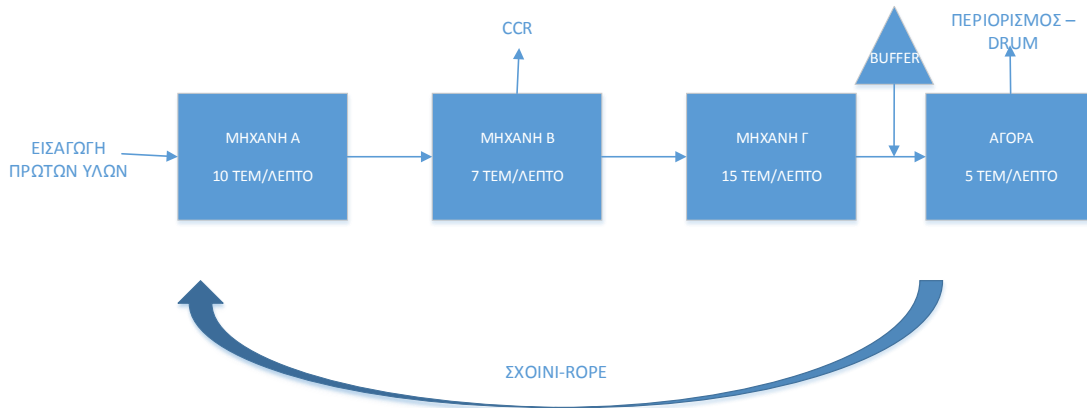 CCR
ΠΕΡΙΟΡΙΣΜΟΣ –
DRUM
BUFFER
ΕΙΣΑΓΩΓΗ
ΠΡΩΤΩΝ ΥΛΩΝ
ΜΗΧΑΝΗ Α
10 ΤΕΜ/ΛΕΠΤΟ
ΜΗΧΑΝΗ Β
7 ΤΕΜ/ΛΕΠΤΟ
ΜΗΧΑΝΗ Γ
15 ΤΕΜ/ΛΕΠΤΟ
ΑΓΟΡΑ
5 ΤΕΜ/ΛΕΠΤΟ
ΣΧΟΙΝΙ-ROPE